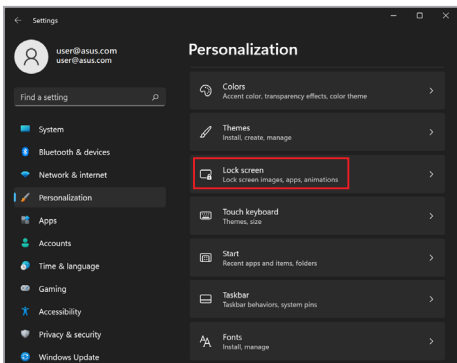 Settings
user@asus.com
user@asus.com
Find a setting
System
Bluetooth & devices
Network & internet
Personalization
Apps
Accounts
Time & language
Gaming
Accessibility
Privacy & security
Windows Update
Personalization
Colors
Accent color, transparency effects, color theme
Themes
Install, create, manage
Lock screen
Lock screen images, apps, animations
Touch keyboard
Themes, size
Start
Recent apps and items, folders
Taskbar
Taskbar behaviors, system pins
Fonts
Install, manage